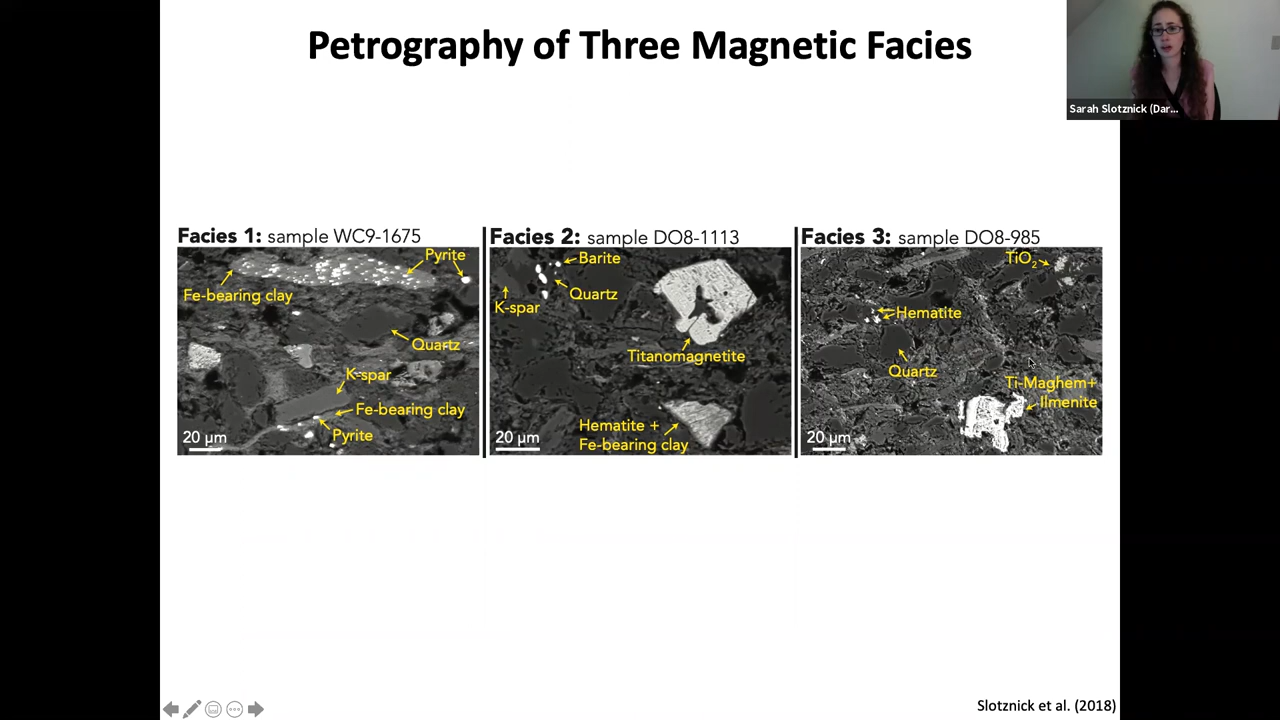 Petrography of Three Magnetic Facies
Sarah Slotznick (Dar...
Facies 1: sample WC9-1675
Pyrite
Fe-bearing clay
Quartz
K-spar
Fe-bearing clay
Pyrite
20 µm
Facies 2: sample DO8-1113
Barite
Quartz
K-spar
Titanomagnetite
Hematite +
Fe-bearing clay
20 µm
Facies 3: sample DO8-985
TiO2
Hematite
Quartz
Ti-Maghem+
Ilmenite
20 µm
Slotznick et al. (2018)